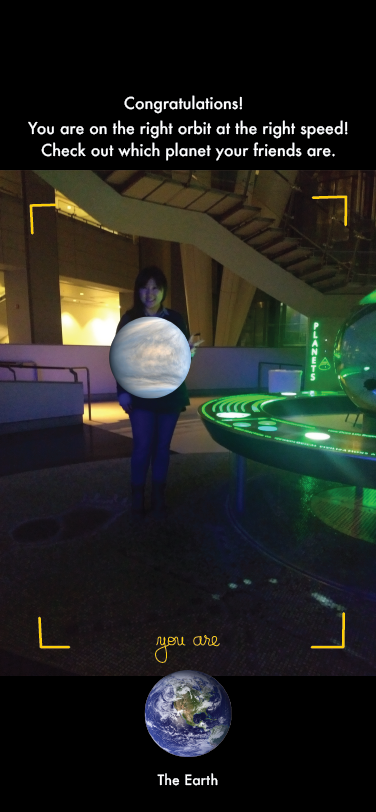 Congratulations!
You are on the right orbit at the right speed!
Check out which planet your friends are.
PLANETS
you are
The Earth